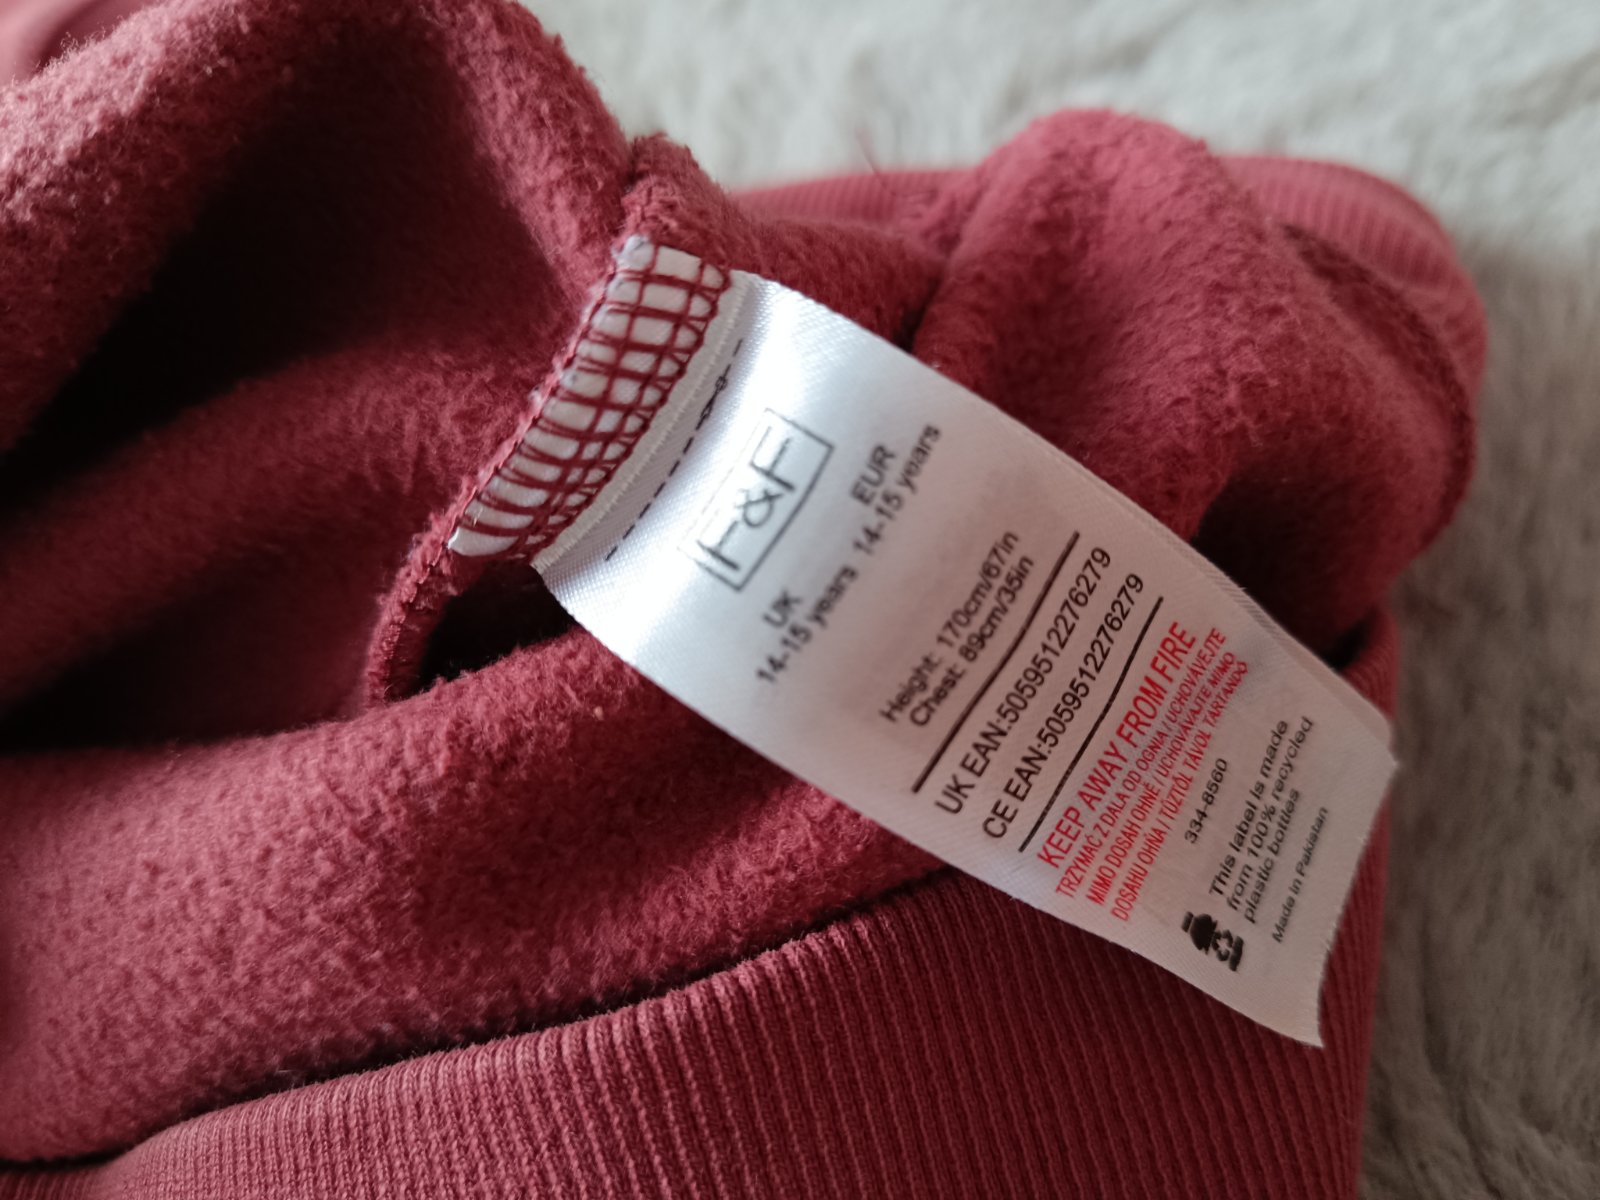 F&F
UK EUR
14-15 years 14-15 years
Height: 170cm/67in
Chest: 89cm/35in
UK EAN:5059512276279
CE EAN:5059512276279
KEEP AWAY FROM FIRE
TRZYMAĆ Z DALA OD OGNIA / UCHOVÁVEJTE
MIMO DOSAH OHNĚ / UCHOVÁVAJTE MIMO
DOSAHU OHŇA / TŰZTŐL TÁVOL TARTANDÓ
334-8560
This label is made
from 100% recycled
plastic bottles
Made in Pakistan